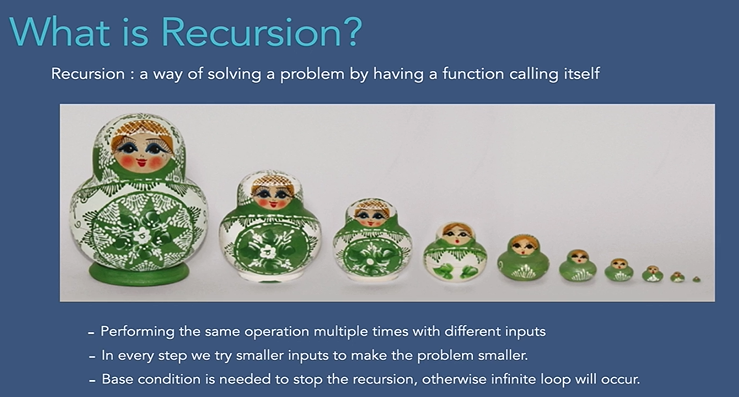 What is Recursion?
Recursion : a way of solving a problem by having a function calling itself
- Performing the same operation multiple times with different inputs
- In every step we try smaller inputs to make the problem smaller.
- Base condition is needed to stop the recursion, otherwise infinite loop will occur.